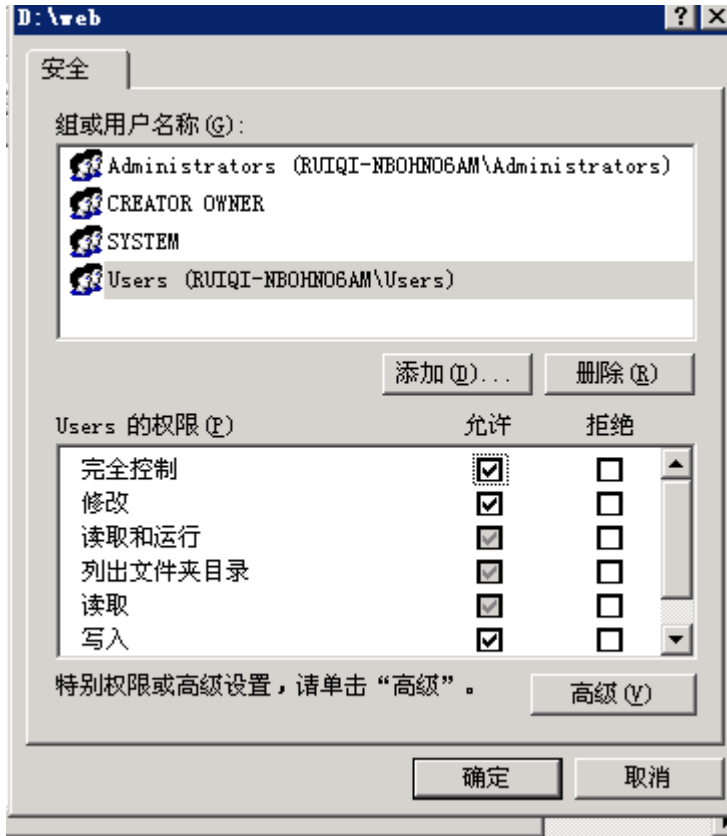 D:\web
安全
组或用户名称(G):
Administrators (RUIQI-NBOHNO6AM\Administrators)
CREATOR OWNER
SYSTEM
Users (RUIQI-NBOHNO6AM\Users)
添加(D)... 删除(R)
Users 的权限(P) 允许 拒绝
完全控制
修改
读取和运行
列出文件夹目录
读取
写入
特别权限或高级设置，请单击“高级”。
高级(V)
确定 取消